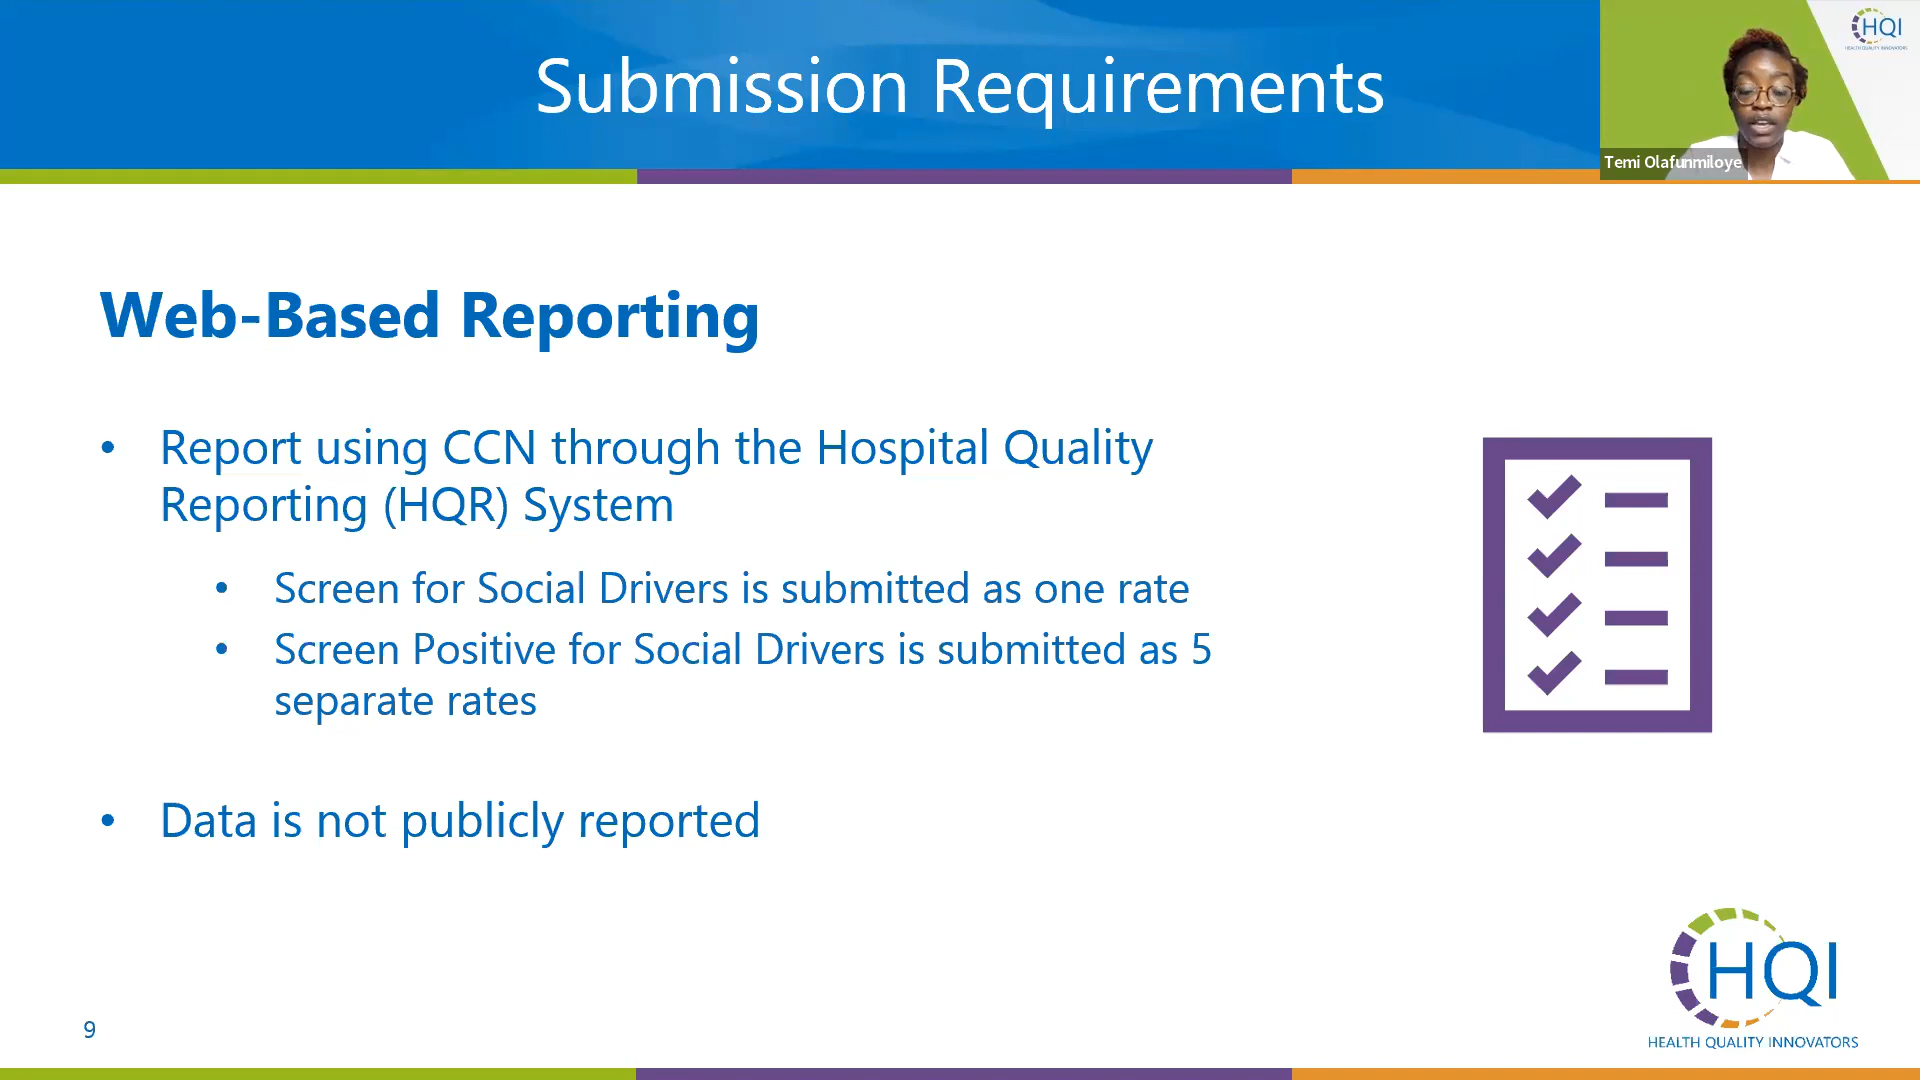 Submission Requirements
HQI
HEALTH QUALITY INNOVATORS
Temi Olafunmiloye
Web-Based Reporting
• Report using CCN through the Hospital Quality
Reporting (HQR) System
• Screen for Social Drivers is submitted as one rate
• Screen Positive for Social Drivers is submitted as 5
separate rates
• Data is not publicly reported
HQI
HEALTH QUALITY INNOVATORS
9